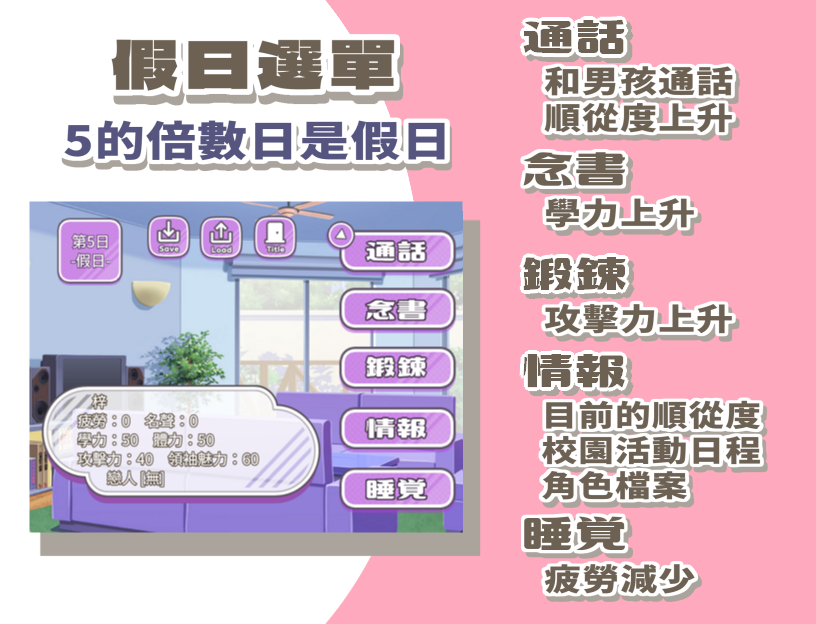 假日選單
5的倍數日是假日
第5日
-假日-
Save
Load
Title
通話
念書
鍛鍊
情報
睡覚
梓
疲勞：0 名聲：0
學力：50 體力：50
攻擊力：40 領袖魅力：60
戀人 [無]
通話
和男孩通話
順從度上升
念書
學力上升
鍛鍊
攻擊力上升
情報
目前的順從度
校園活動日程
角色檔案
睡覚
疲勞減少